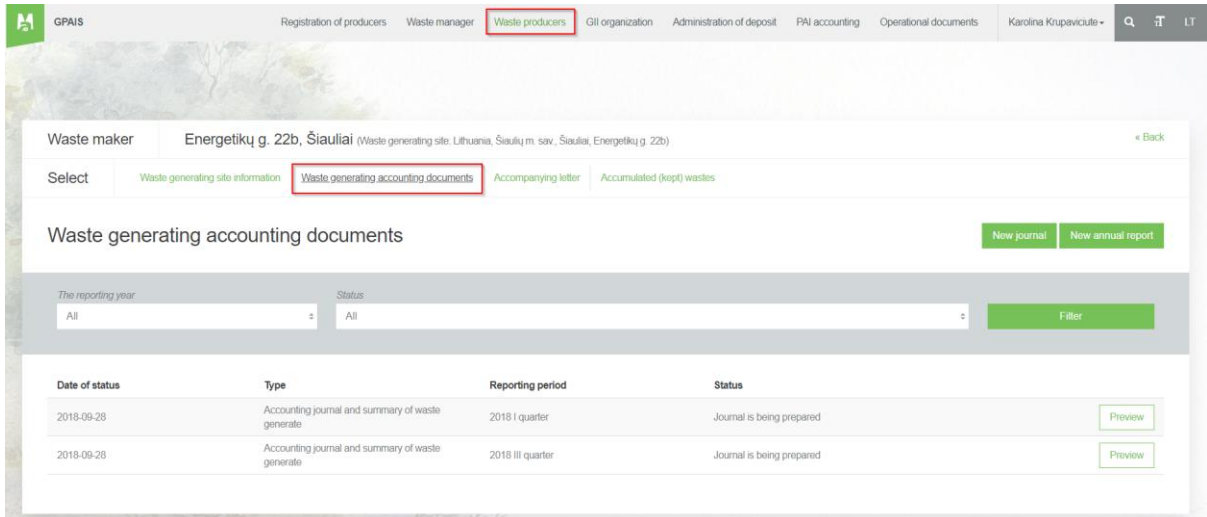 GPAIS Registration of producers Waste manager Waste producers GII organization Administration of deposit PAI accounting Operational documents Karolina Krupaviciute LT
Waste maker Energetikų g. 22b, Šiauliai (Waste generating site: Lithuania, Šiaulių m. sav., Šiauliai, Energetikų g. 22b) « Back
Select Waste generating site information Waste generating accounting documents Accompanying letter Accumulated (kept) wastes
Waste generating accounting documents New journal New annual report
The reporting year Status
All All Filter
Date of status Type Reporting period Status
2018-09-28 Accounting journal and summary of waste generate 2018 I quarter Journal is being prepared Preview
2018-09-28 Accounting journal and summary of waste generate 2018 III quarter Journal is being prepared Preview